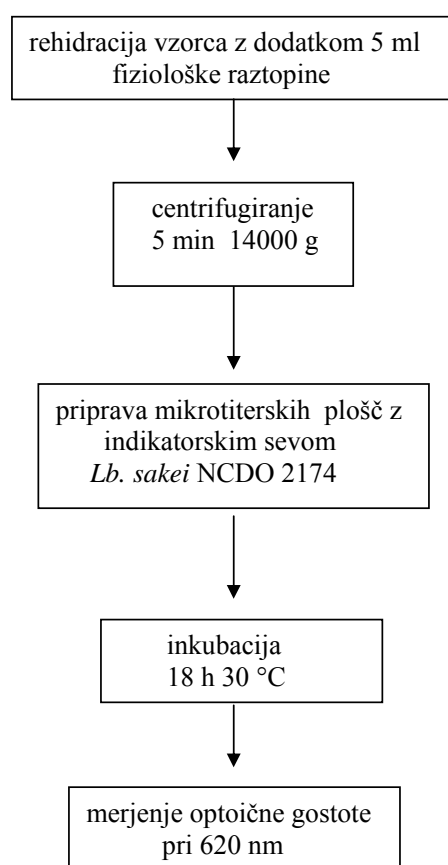 rehidracija vzorca z dodatkom 5 ml
fiziološke raztopine
centrifugiranje
5 min 14000 g
priprava mikrotiterskih plošč z
indikatorskim sevom
Lb. sakei NCDO 2174
inkubacija
18 h 30 °C
merjenje optoične gostote
pri 620 nm